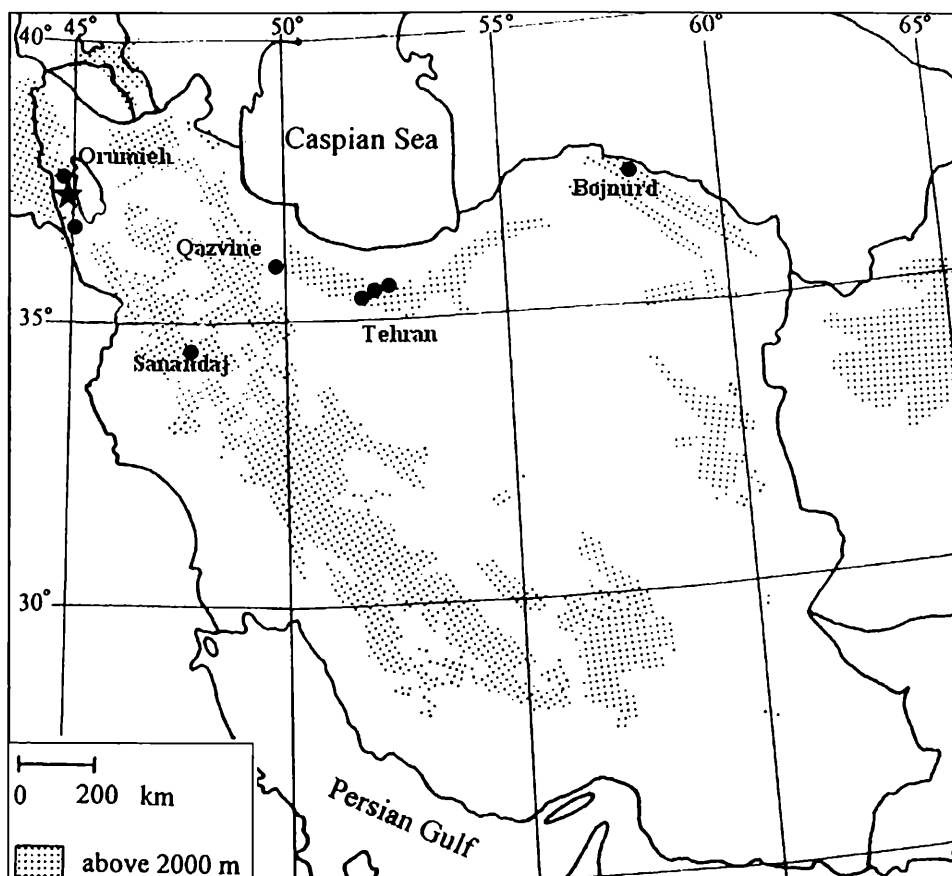 40° 45° 50° 55° 60° 65°
Caspian Sea
Orumieh
Bojnurd
Qazvine
35°
Tehran
Sanandaj
30°
Persian Gulf
0 200 km
above 2000 m